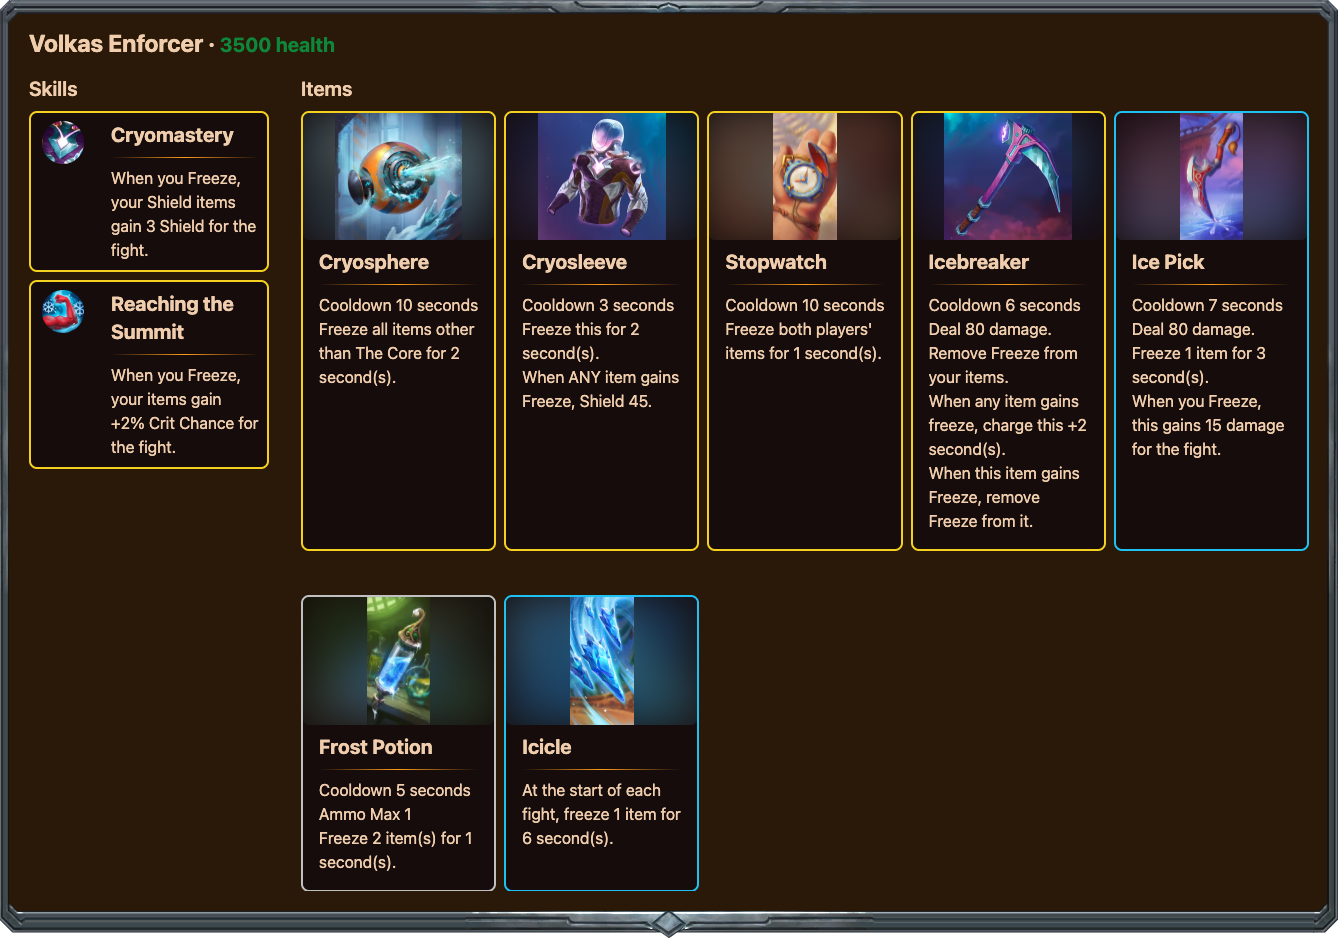 Volkas Enforcer · 3500 health
Skills
Cryomastery
When you Freeze,
your Shield items
gain 3 Shield for the
fight.
Reaching the
Summit
When you Freeze,
your items gain
+2% Crit Chance for
the fight.
Items
Cryosphere
Cooldown 10 seconds
Freeze all items other
than The Core for 2
second(s).
Cryosleeve
Cooldown 3 seconds
Freeze this for 2
second(s).
When ANY item gains
Freeze, Shield 45.
Stopwatch
Cooldown 10 seconds
Freeze both players'
items for 1 second(s).
Icebreaker
Cooldown 6 seconds
Deal 80 damage.
Remove Freeze from
your items.
When any item gains
freeze, charge this +2
second(s).
When this item gains
Freeze, remove
Freeze from it.
Ice Pick
Cooldown 7 seconds
Deal 80 damage.
Freeze 1 item for 3
second(s).
When you Freeze,
this gains 15 damage
for the fight.
Frost Potion
Cooldown 5 seconds
Ammo Max 1
Freeze 2 item(s) for 1
second(s).
Icicle
At the start of each
fight, freeze 1 item for
6 second(s).